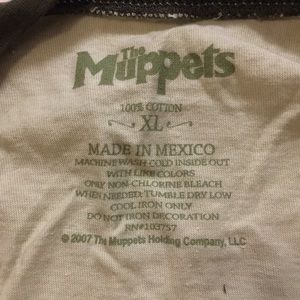 The
Muppets
100% COTTON
XL
MADE IN MEXICO
MACHINE WASH COLD INSIDE OUT
WITH LIKE COLORS
ONLY NON-CHLORINE BLEACH
WHEN NEEDED; TUMBLE DRY LOW
COOL IRON ONLY
DO NOT IRON DECORATION
RN#103757
© 2007 The Muppets Holding Company, LLC